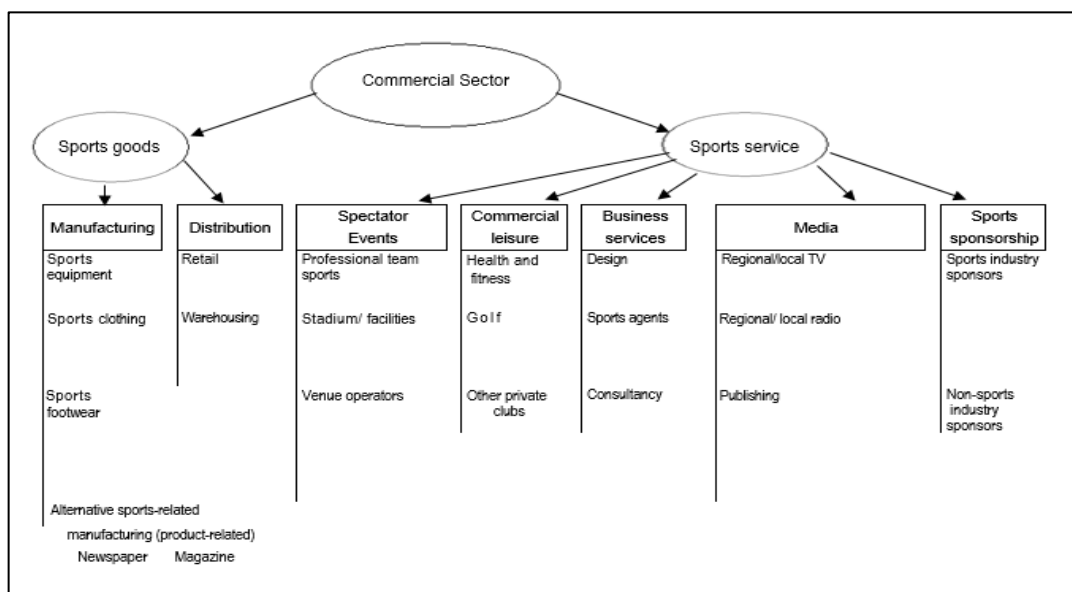 Commercial Sector
Sports goods
Sports service
Manufacturing
Sports
equipment
Sports clothing
Sports
footwear
Alternative sports-related
manufacturing (product-related)
Newspaper Magazine
Distribution
Retail
Warehousing
Spectator
Events
Professional team
sports
Stadium/ facilities
Venue operators
Commercial
leisure
Health and
fitness
Golf
Other private
clubs
Business
services
Design
Sports agents
Consultancy
Media
Regional/local TV
Regional/ local radio
Publishing
Sports
sponsorship
Sports industry
sponsors
Non-sports
industry
sponsors